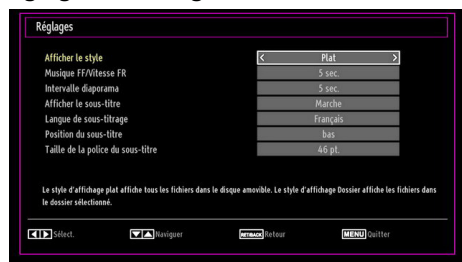 Réglages
Afficher le style < Plat >
Musique FF/Vitesse FR 5 sec.
Intervalle diaporama 5 sec.
Afficher le sous-titre Marche
Langue de sous-titrage Français
Position du sous-titre bas
Taille de la police du sous-titre 46 pt.
Le style d'affichage plat affiche tous les fichiers dans le disque amovible. Le style d'affichage Dossier affiche les fichiers dans
le dossier sélectionné.
Sélect. Naviguer RET/BACK Retour MENU Quitter